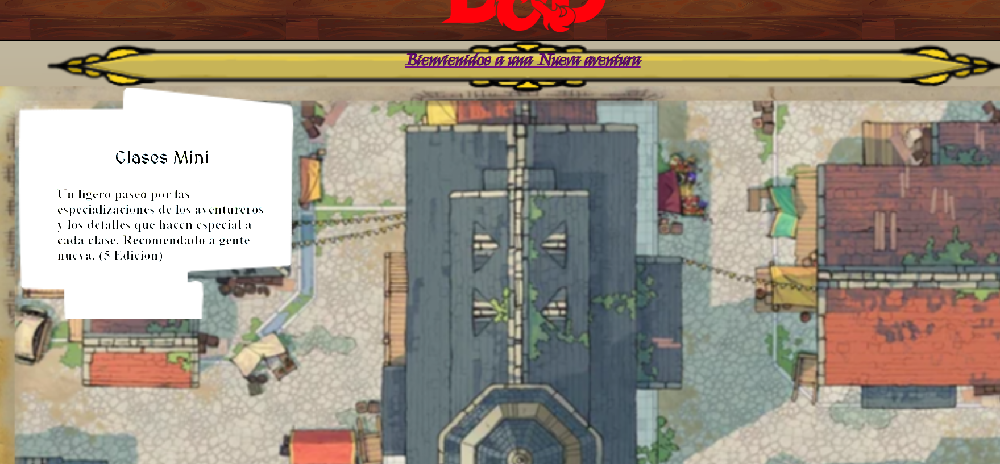 D&D
Bienvenidos a una Nueva aventura
Clases Mini
Un ligero paseo por las
especializaciones de los aventureros
y los detalles que hacen especial a
cada clase. Recomendado a gente
nueva. (5 Edición)